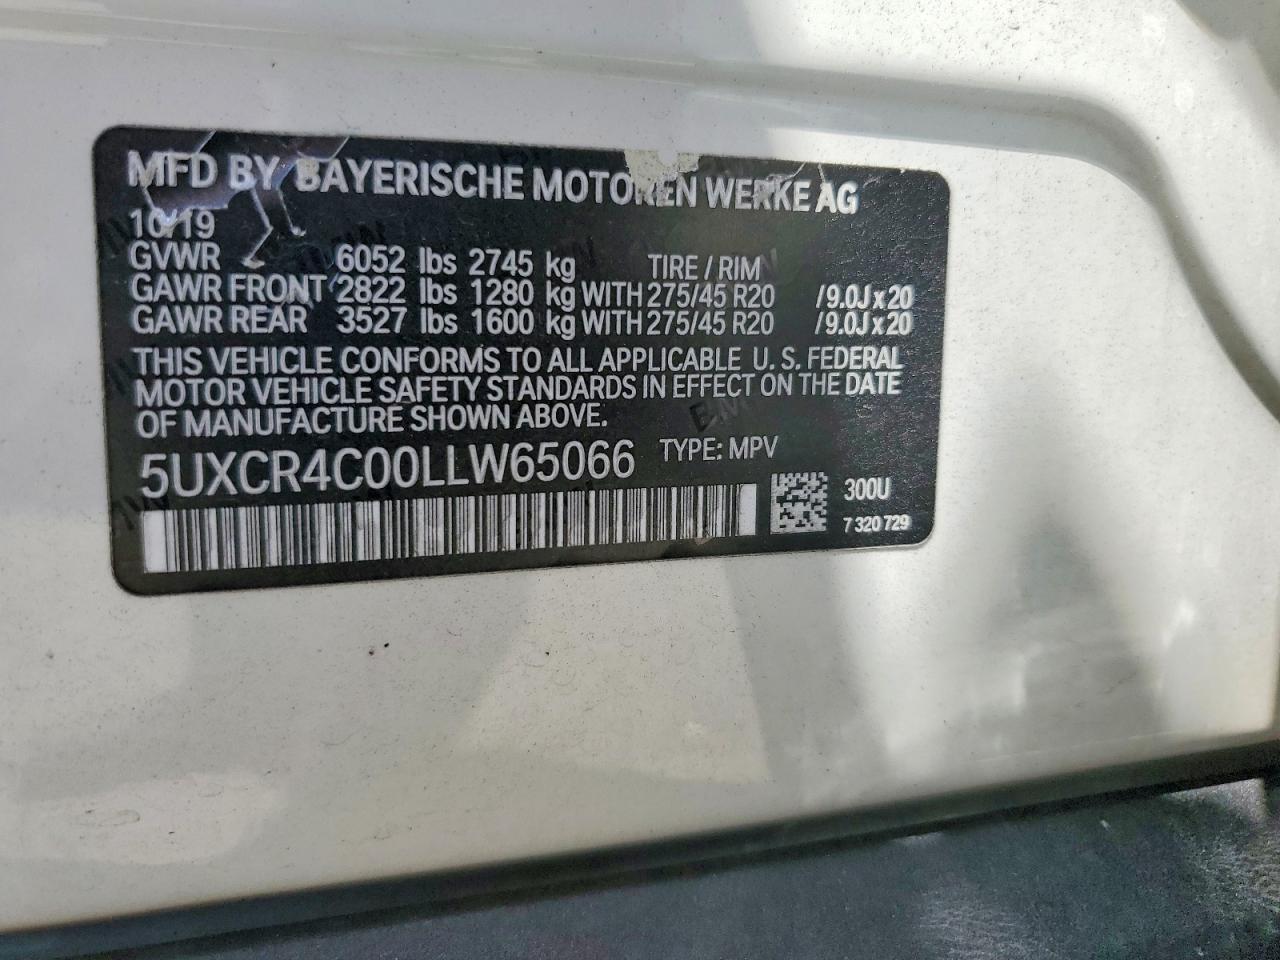 MFD BY BAYERISCHE MOTOREN WERKE AG
10/19
GVWR 6052 lbs 2745 kg TIRE / RIM
GAWR FRONT 2822 lbs 1280 kg WITH 275/45 R20 /9.0J x 20
GAWR REAR 3527 lbs 1600 kg WITH 275/45 R20 /9.0J x 20
THIS VEHICLE CONFORMS TO ALL APPLICABLE U.S. FEDERAL
MOTOR VEHICLE SAFETY STANDARDS IN EFFECT ON THE DATE
OF MANUFACTURE SHOWN ABOVE.
5UXCR4C00LLW65066 TYPE: MPV
300U
7 320 729